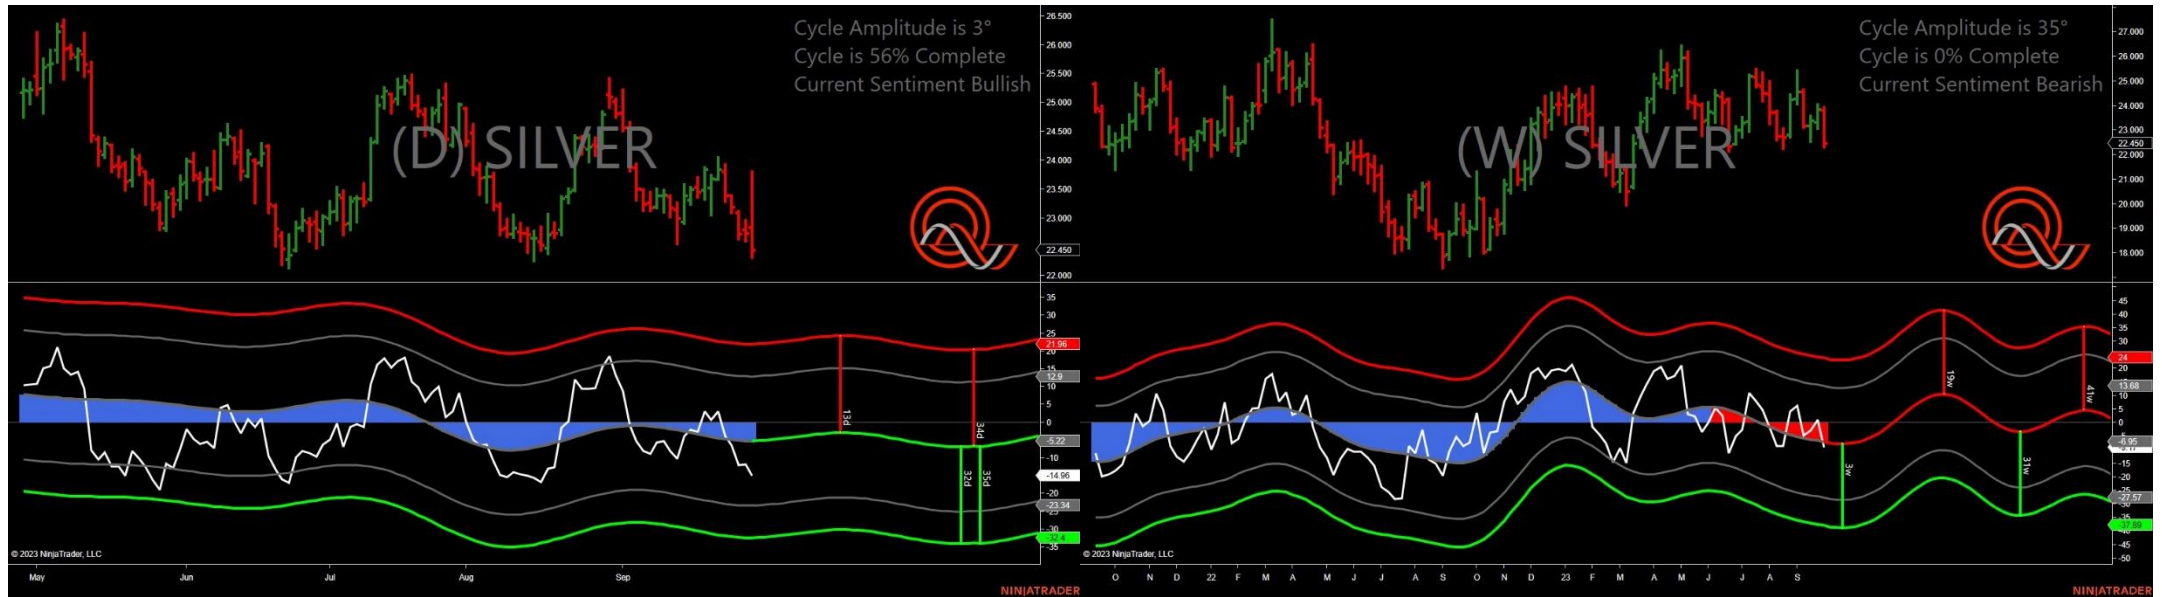 Cycle Amplitude is 3°
Cycle is 56% Complete
Current Sentiment Bullish
(D) SILVER
26.500
26.000
25.500
25.000
24.500
24.000
23.500
23.000
22.450
22.000
35
30
25
21.96
20
15
12.9
10
5
0
-5.22
-10
-14.96
-20
-23.34
-25
-30
-32.4
-35
13d
34d
32d
35d
© 2023 NinjaTrader, LLC
May Jun Jul Aug Sep
NINJATRADER
Cycle Amplitude is 35°
Cycle is 0% Complete
Current Sentiment Bearish
(W) SILVER
27.000
26.000
25.000
24.000
23.000
22.450
22.000
21.000
20.000
19.000
18.000
45
40
35
30
24
20
13.68
10
5
0
-6.95
-15
-20
-27.57
-37.89
-45
-50
19w
41w
3w
31w
© 2023 NinjaTrader, LLC
O N D 22 F M A M J J A S O N D 23 F M A M J J A S
NINJATRADER